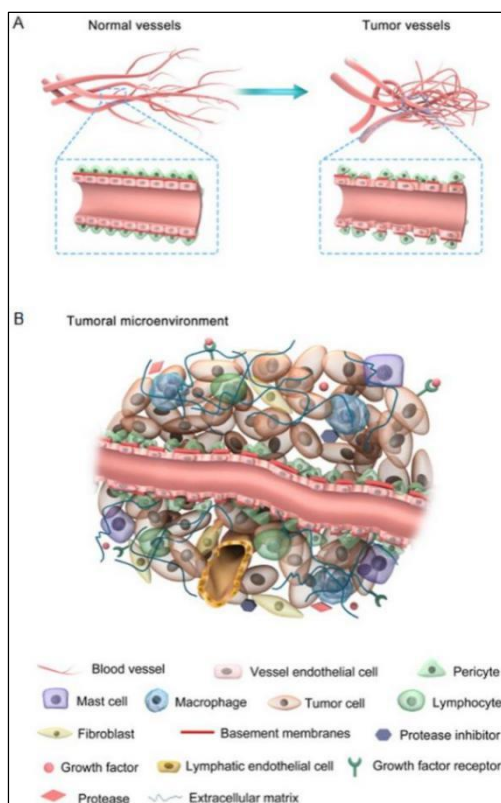 A
Normal vessels Tumor vessels
B
Tumoral microenvironment
Blood vessel Vessel endothelial cell Pericyte
Mast cell Macrophage Tumor cell Lymphocyte
Fibroblast Basement membranes Protease inhibitor
Growth factor Lymphatic endothelial cell Growth factor receptor
Protease Extracellular matrix